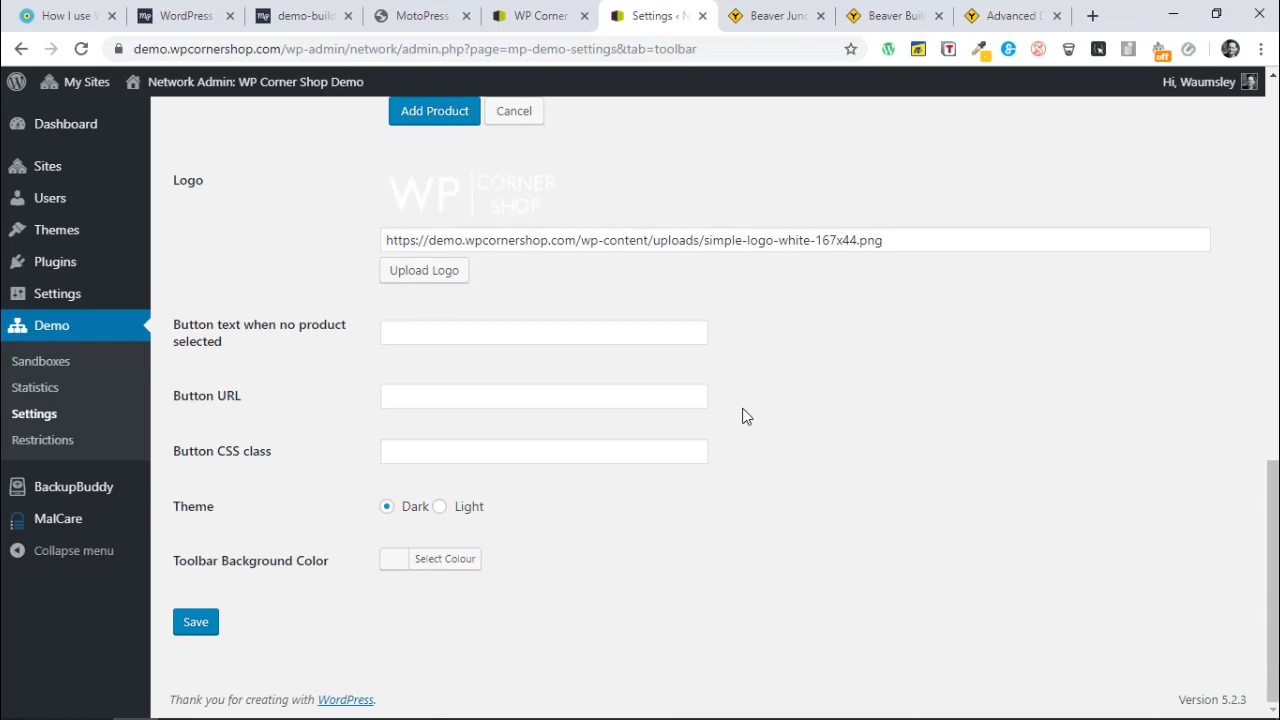 How I use
WordPress
demo-build
MotoPress
WP Corner
Settings ‹ N
Beaver Junc
Beaver Buil
Advanced D
demo.wpcornershop.com/wp-admin/network/admin.php?page=mp-demo-settings&tab=toolbar
off
My Sites
Network Admin: WP Corner Shop Demo
Hi, Waumsley
Dashboard
Sites
Users
Themes
Plugins
Settings
Demo
Sandboxes
Statistics
Settings
Restrictions
BackupBuddy
MalCare
Collapse menu
Add Product
Cancel
Logo
WP
CORNER
SHOP
https://demo.wpcornershop.com/wp-content/uploads/simple-logo-white-167x44.png
Upload Logo
Button text when no product
selected
Button URL
Button CSS class
Theme
Dark
Light
Toolbar Background Color
Select Colour
Save
Thank you for creating with WordPress.
Version 5.2.3